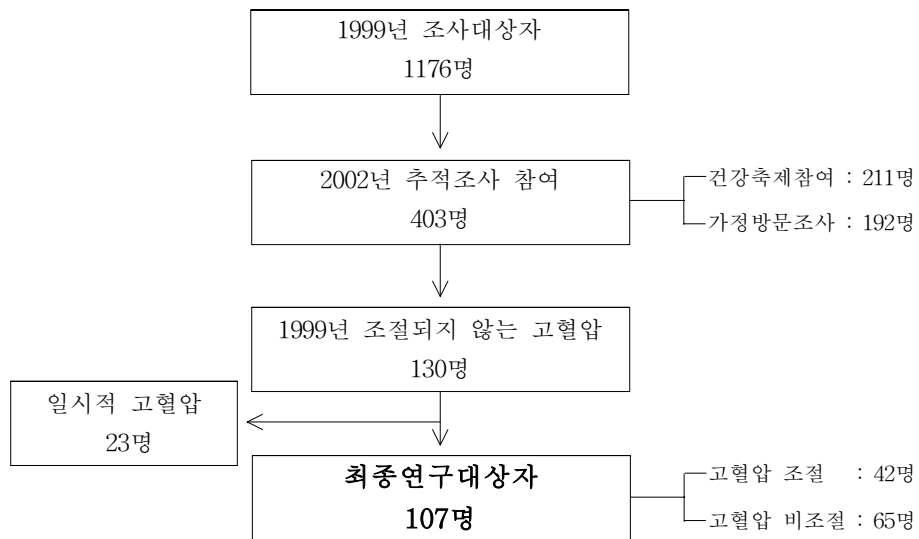 1999년 조사대상자
1176명
2002년 추적조사 참여
403명
건강축제참여 : 211명
가정방문조사 : 192명
1999년 조절되지 않는 고혈압
130명
일시적 고혈압
23명
최종연구대상자
107명
고혈압 조절 : 42명
고혈압 비조절 : 65명